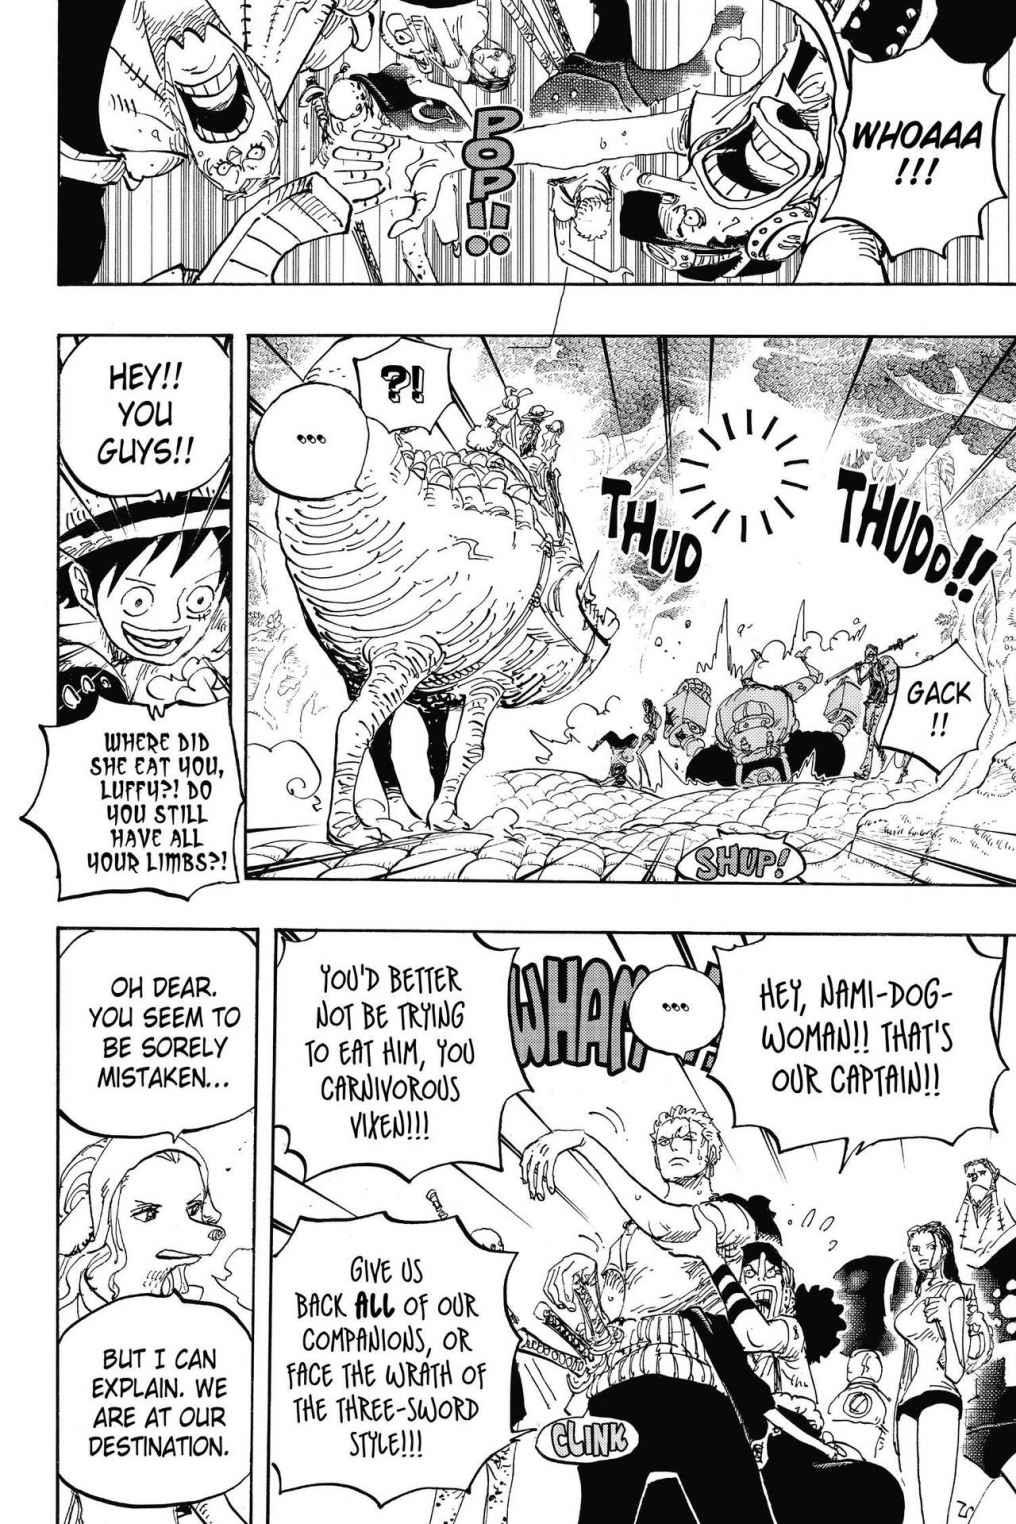 WHOAAA
!!!
POP!!
?!
....
THUD
THUDD!!
GACK
!!
SHUP!
HEY!!
YOU
GUYS!!
WHERE DID
SHE EAT YOU,
LUFFY?! DO
YOU STILL
HAVE ALL
YOUR LIMBS?!
HEY, NAMI-DOG-
WOMAN!! THAT'S
OUR CAPTAIN!!
....
YOU'D BETTER
NOT BE TRYING
TO EAT HIM, YOU
CARNIVOROUS
VIXEN!!!
GIVE US
BACK ALL OF OUR
COMPANIONS, OR
FACE THE WRATH OF
THE THREE-SWORD
STYLE!!!
CLINK
OH DEAR.
YOU SEEM TO
BE SORELY
MISTAKEN...
BUT I CAN
EXPLAIN. WE
ARE AT OUR
DESTINATION.